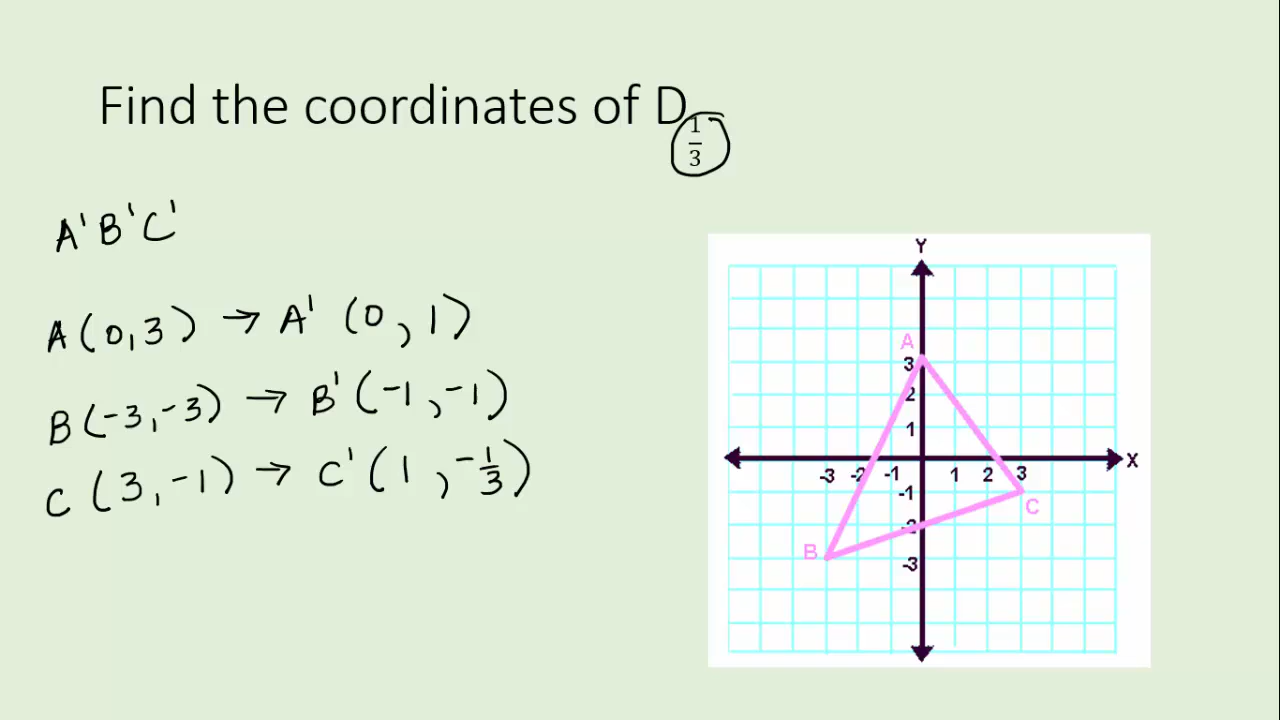 Find the coordinates of D 1/3
A'B'C'
A(0,3) → A' (0, 1)
B(-3,-3) → B' (-1, -1)
C (3,-1) → C' (1, -1/3)
Y
A
3
2
1
-3 -2 -1 1 2 3 X
-1
C
-2
B
-3